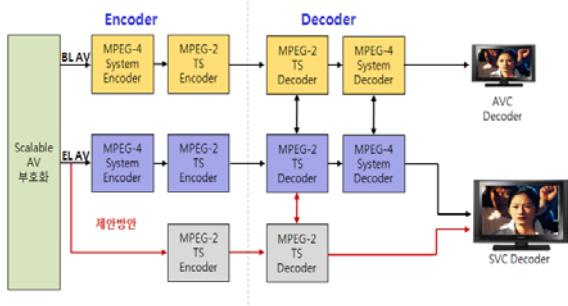 Encoder
Decoder
Scalable
AV
부호화
BL AV
MPEG-4
System
Encoder
MPEG-2
TS
Encoder
MPEG-2
TS
Decoder
MPEG-4
System
Decoder
AVC
Decoder
EL AV
MPEG-4
System
Encoder
MPEG-2
TS
Encoder
MPEG-2
TS
Decoder
MPEG-4
System
Decoder
제안방안
MPEG-2
TS
Encoder
MPEG-2
TS
Decoder
SVC Decoder